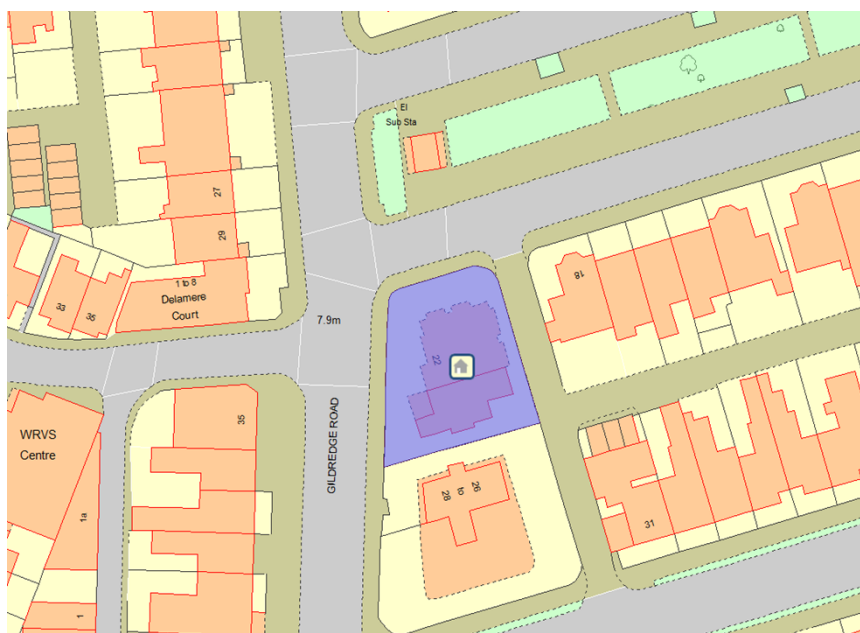 El
Sub Sta
27
29
18
1 to 8
Delamere
Court
33
35
7.9m
22
GILDREDGE ROAD
35
WRVS
Centre
1a
26
to
28
31
1